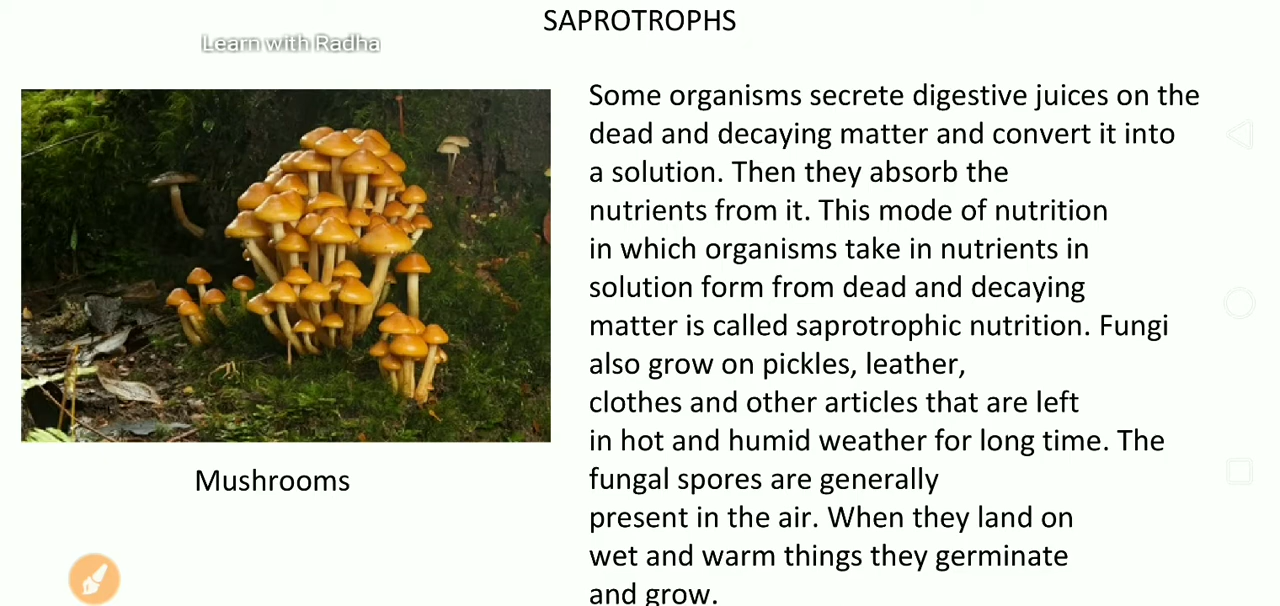 SAPROTROPHS
Learn with Radha
Some organisms secrete digestive juices on the
dead and decaying matter and convert it into
a solution. Then they absorb the
nutrients from it. This mode of nutrition
in which organisms take in nutrients in
solution form from dead and decaying
matter is called saprotrophic nutrition. Fungi
also grow on pickles, leather,
clothes and other articles that are left
in hot and humid weather for long time. The
fungal spores are generally
present in the air. When they land on
wet and warm things they germinate
and grow.
Mushrooms